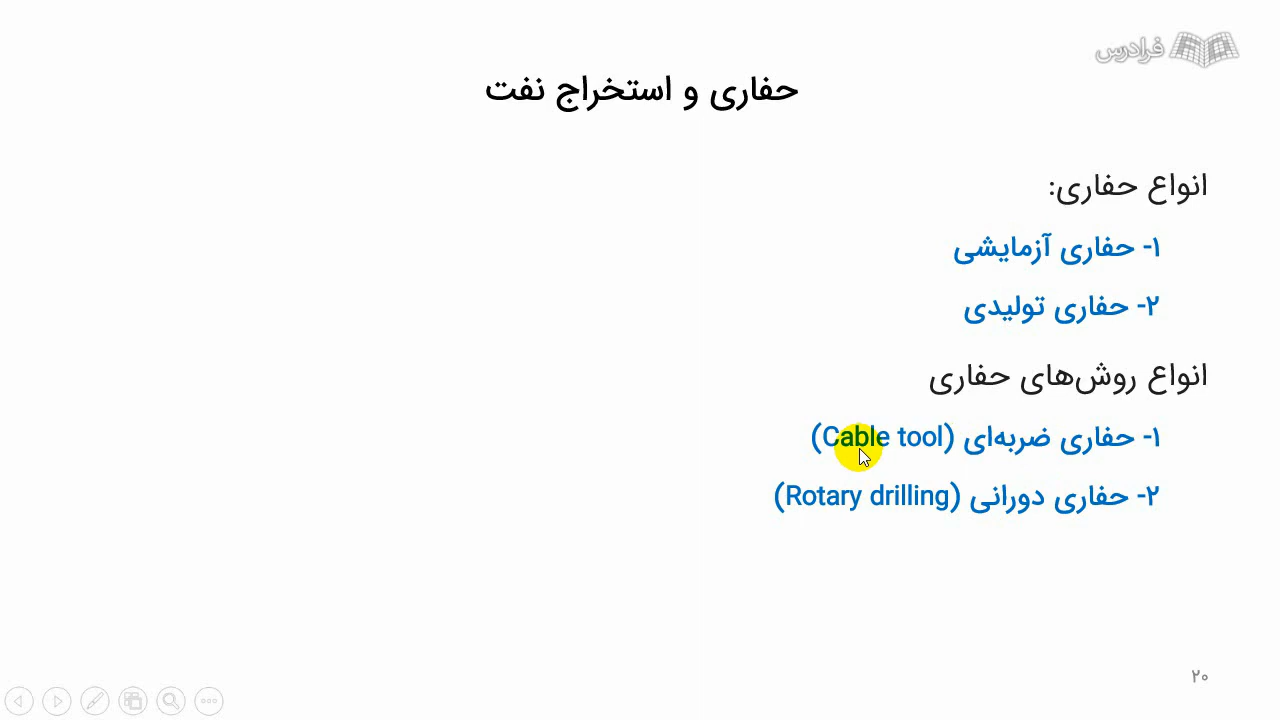 فرادرس
حفاری و استخراج نفت
انواع حفاری:
۱- حفاری آزمایشی
۲- حفاری تولیدی
انواع روش‌های حفاری
۱- حفاری ضربه‌ای (Cable tool)
۲- حفاری دورانی (Rotary drilling)
۲۰